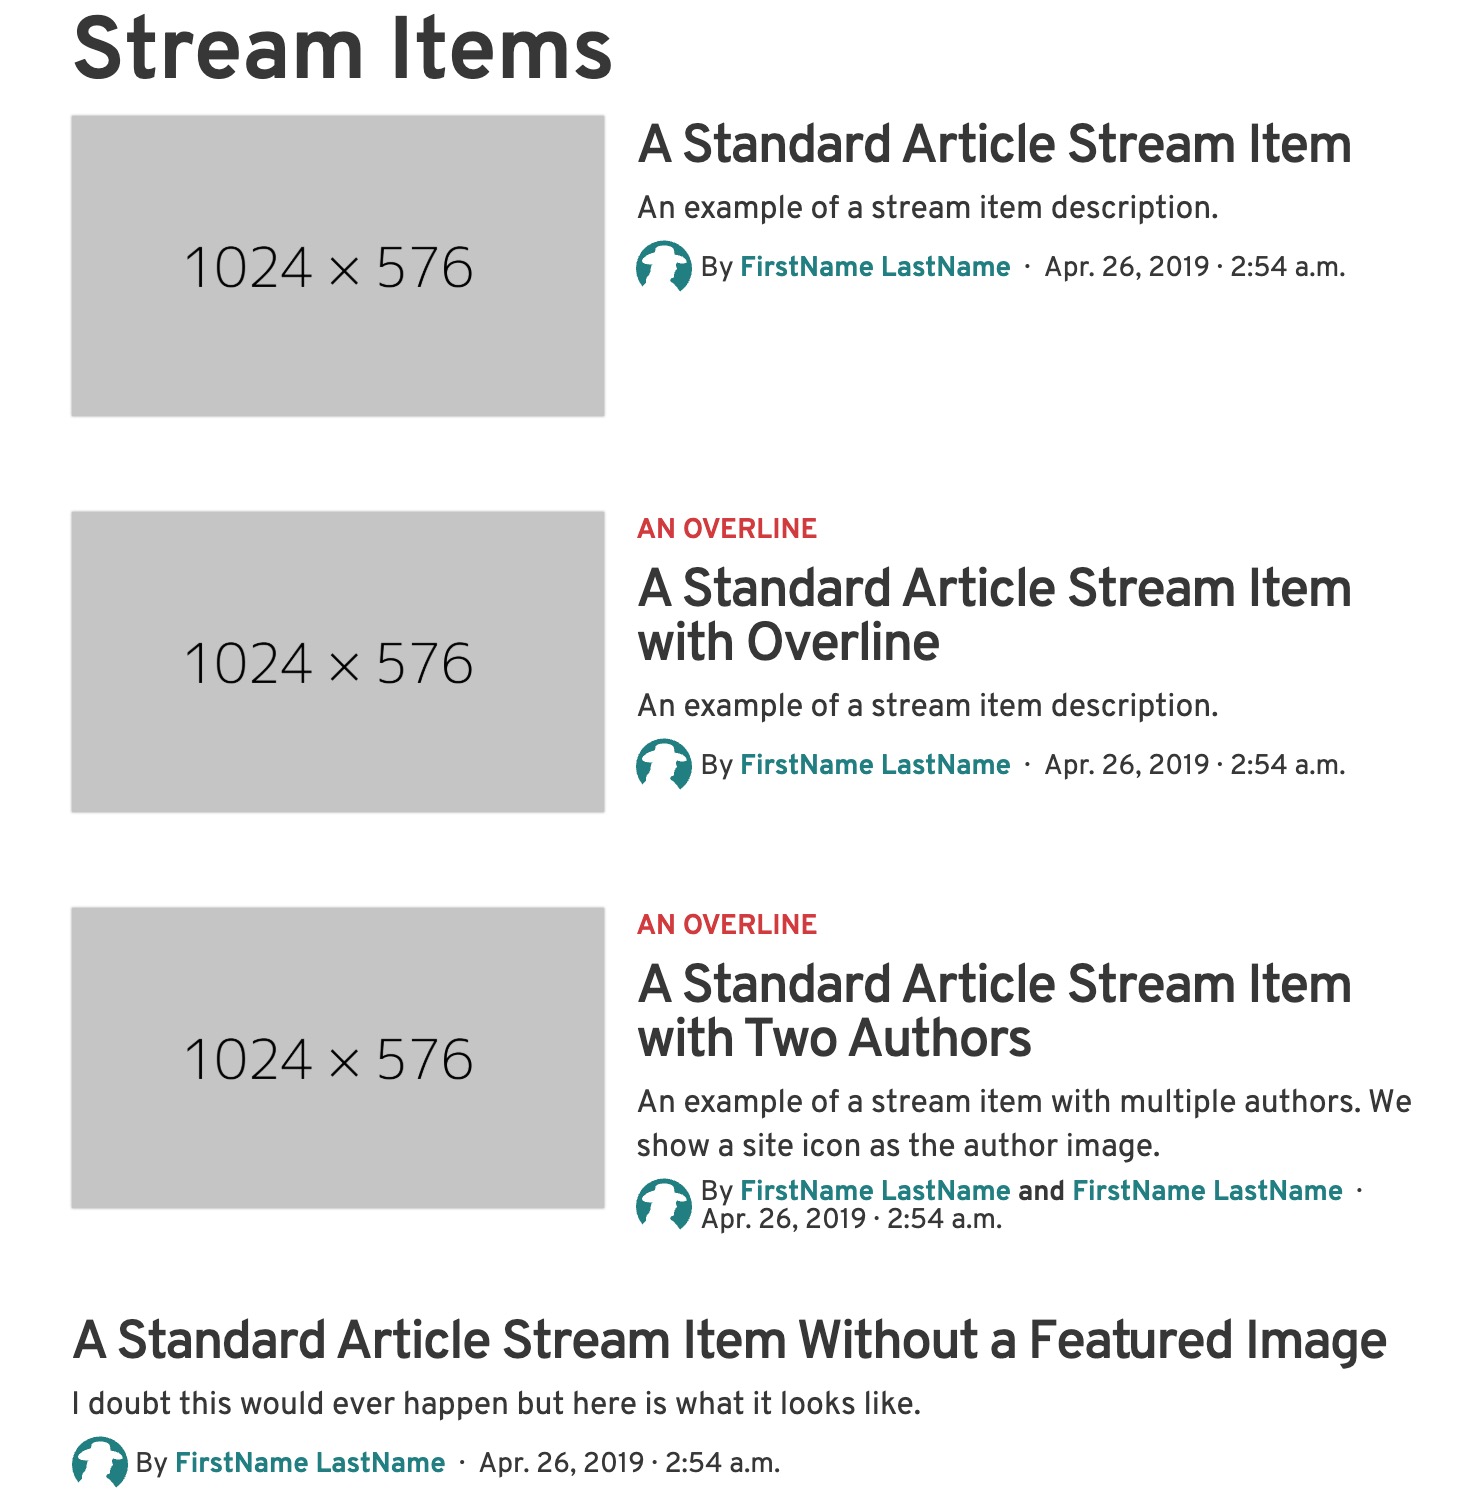 Stream Items
1024 × 576
A Standard Article Stream Item
An example of a stream item description.
By FirstName LastName · Apr. 26, 2019 · 2:54 a.m.
1024 × 576
AN OVERLINE
A Standard Article Stream Item
with Overline
An example of a stream item description.
By FirstName LastName · Apr. 26, 2019 · 2:54 a.m.
1024 × 576
AN OVERLINE
A Standard Article Stream Item
with Two Authors
An example of a stream item with multiple authors. We
show a site icon as the author image.
By FirstName LastName and FirstName LastName ·
Apr. 26, 2019 · 2:54 a.m.
A Standard Article Stream Item Without a Featured Image
I doubt this would ever happen but here is what it looks like.
By FirstName LastName · Apr. 26, 2019 · 2:54 a.m.